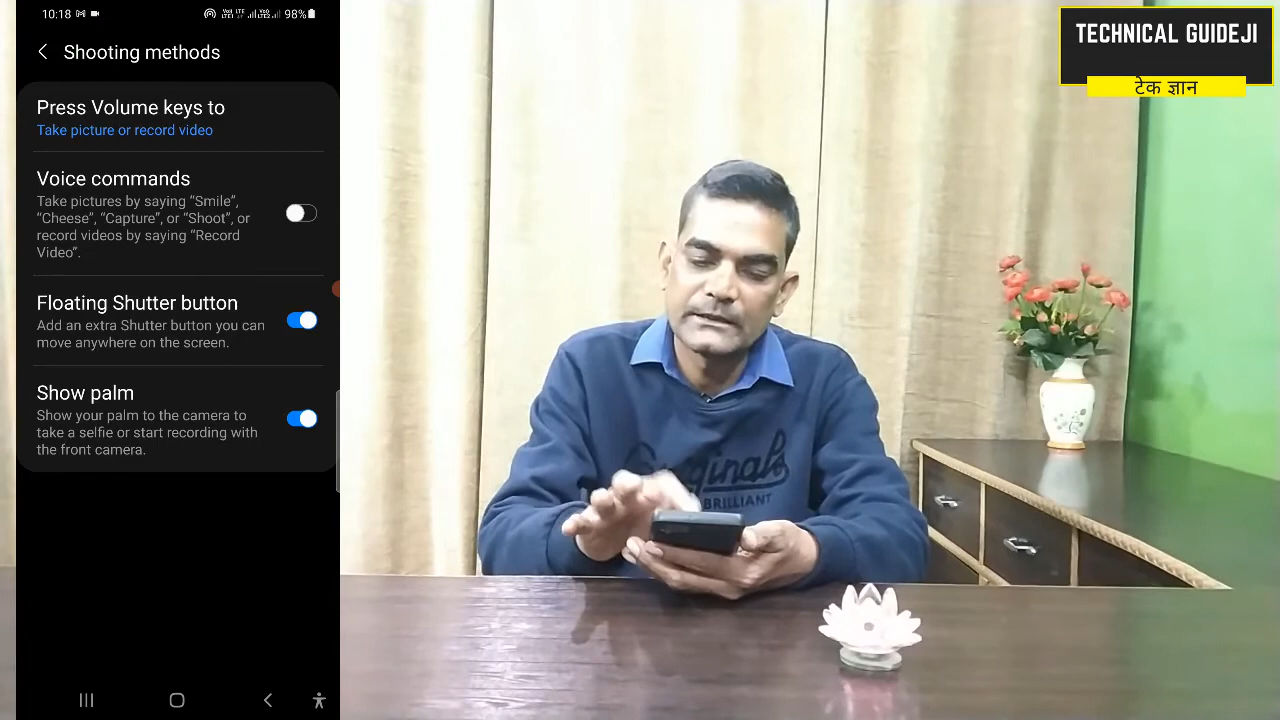 10:18
98%
Shooting methods
Press Volume keys to
Take picture or record video
Voice commands
Take pictures by saying “Smile”,
“Cheese”, “Capture”, or “Shoot”, or
record videos by saying “Record
Video”.
Floating Shutter button
Add an extra Shutter button you can
move anywhere on the screen.
Show palm
Show your palm to the camera to
take a selfie or start recording with
the front camera.
TECHNICAL GUIDEJI
टेक ज्ञान
BRILLIANT